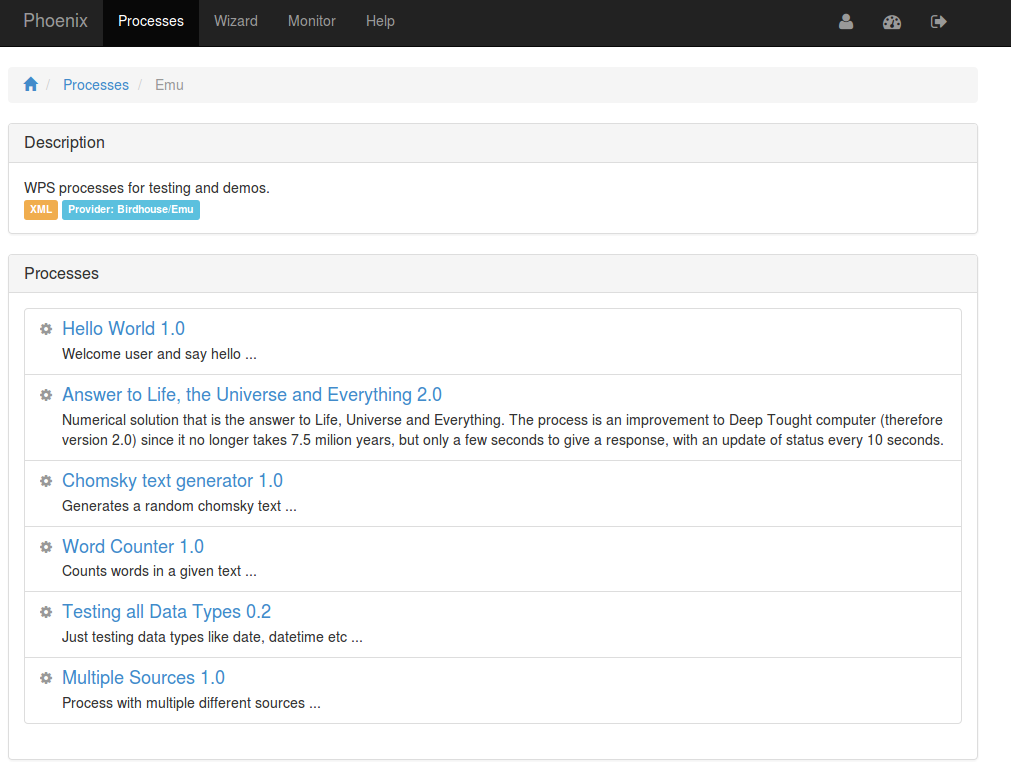 Phoenix Processes Wizard Monitor Help
/ Processes / Emu
Description
WPS processes for testing and demos.
XML Provider: Birdhouse/Emu
Processes
Hello World 1.0
Welcome user and say hello ...
Answer to Life, the Universe and Everything 2.0
Numerical solution that is the answer to Life, Universe and Everything. The process is an improvement to Deep Tought computer (therefore
version 2.0) since it no longer takes 7.5 milion years, but only a few seconds to give a response, with an update of status every 10 seconds.
Chomsky text generator 1.0
Generates a random chomsky text ...
Word Counter 1.0
Counts words in a given text ...
Testing all Data Types 0.2
Just testing data types like date, datetime etc ...
Multiple Sources 1.0
Process with multiple different sources ...